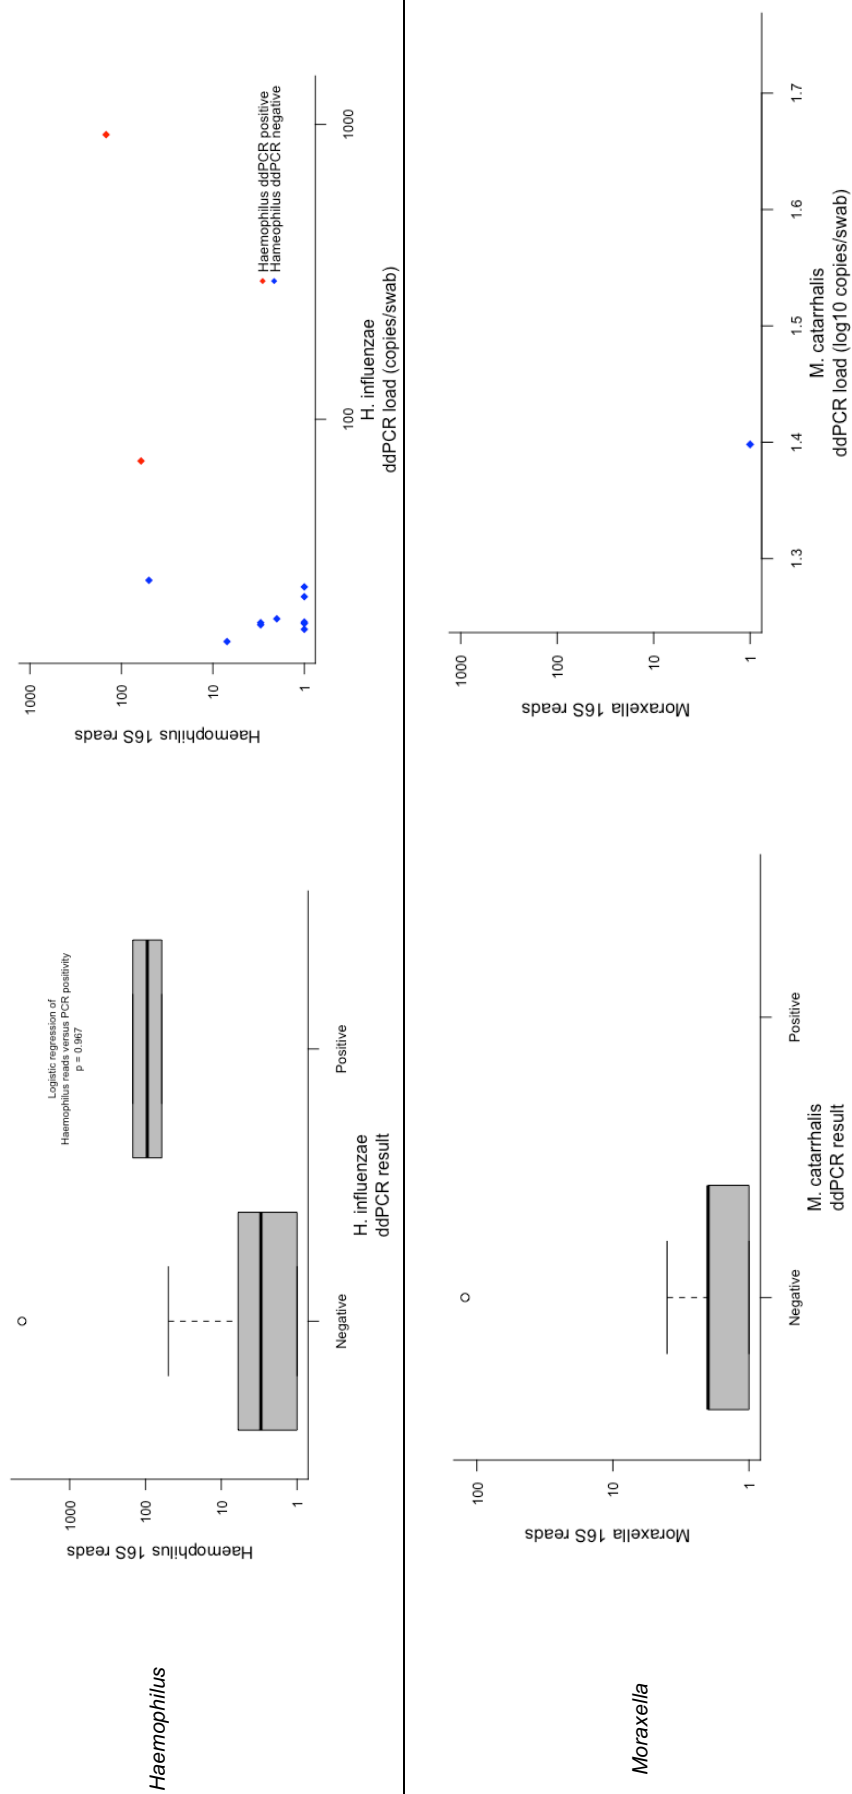 Haemophilus
Haemophilus 16S reads
1000
100
10
1
Negative
Positive
H. influenzae
ddPCR result
Logistic regression of
Haemophilus reads versus PCR positivity
p = 0.967
Haemophilus 16S reads
1000
100
10
1
100
1000
H. influenzae
ddPCR load (copies/swab)
Haemophilus ddPCR positive
Hameophilus ddPCR negative
Moraxella
Moraxella 16S reads
100
10
1
Negative
Positive
M. catarrhalis
ddPCR result
Moraxella 16S reads
1000
100
10
1
1.3
1.4
1.5
1.6
1.7
M. catarrhalis
ddPCR load (log10 copies/swab)